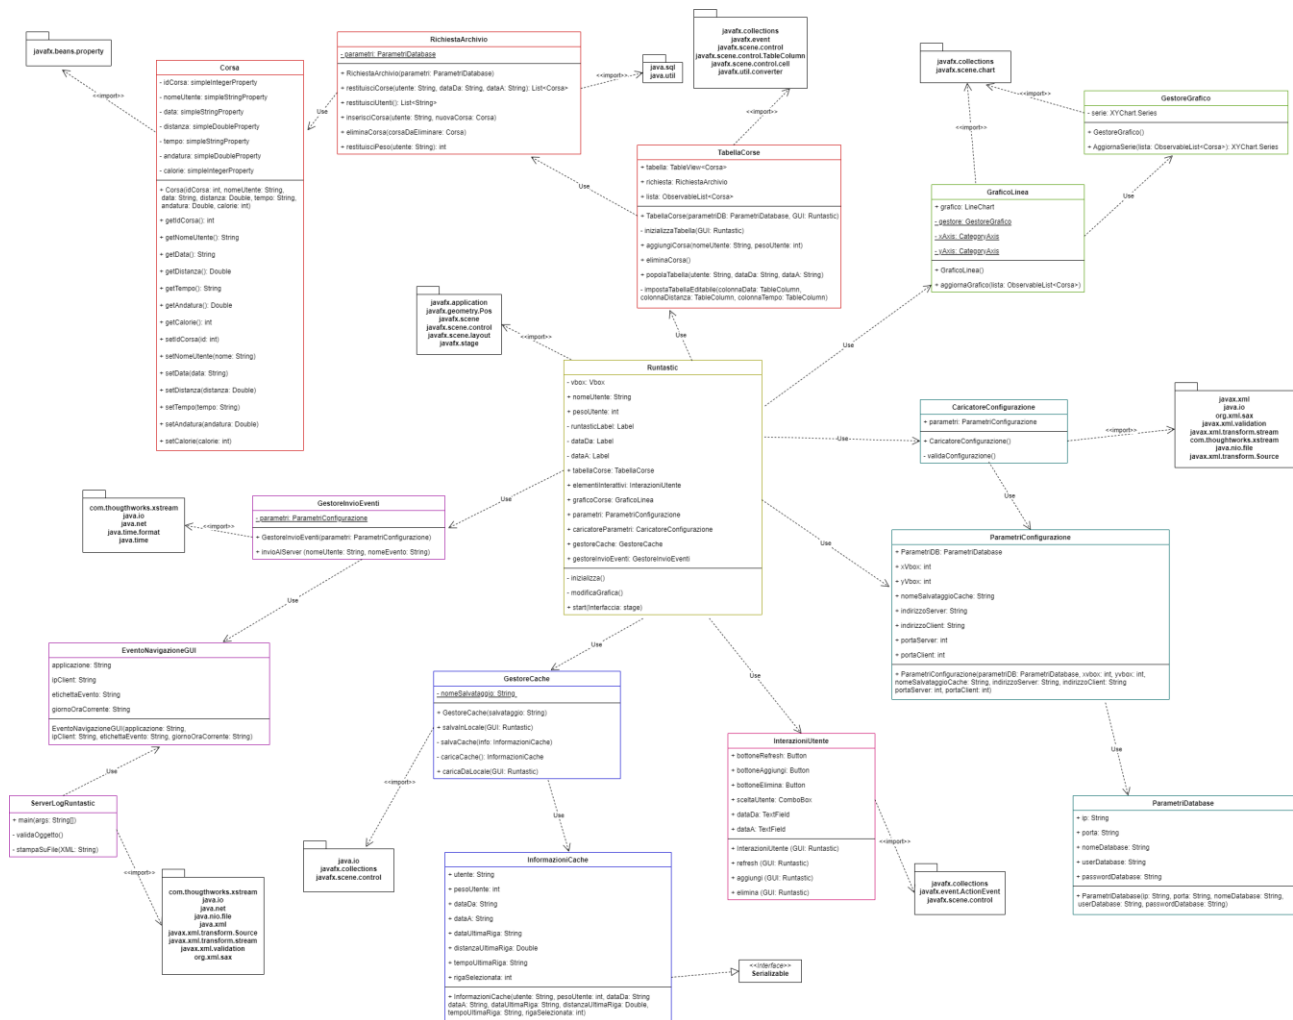 javafx.beans.property
<<import>>
Corsa
- idCorsa: simpleIntegerProperty
- nomeUtente: simpleStringProperty
- data: simpleStringProperty
- distanza: simpleDoubleProperty
- tempo: simpleStringProperty
- andatura: simpleDoubleProperty
- calorie: simpleIntegerProperty
+ Corsa(idCorsa: int, nomeUtente: String,
data: String, distanza: Double, tempo: String,
andatura: Double, calorie: int)
+ getIdCorsa(): int
+ getNomeUtente(): String
+ getData(): String
+ getDistanza(): Double
+ getTempo(): String
+ getAndatura(): Double
+ getCalorie(): int
+ setIdCorsa(id: int)
+ setNomeUtente(nome: String)
+ setData(data: String)
+ setDistanza(distanza: Double)
+ setTempo(tempo: String)
+ setAndatura(andatura: Double)
+ setCalorie(calorie: int)
Use
RichiestaArchivio
- parametri: ParametriDatabase
+ RichiestaArchivio(parametri: ParametriDatabase)
+ restituisciCorse(utente: String, dataDa: String, dataA: String): List<Corsa>
+ restituisciUtenti(): List<String>
+ inserisciCorsa(utente: String, nuovaCorsa: Corsa)
+ eliminaCorsa(corsaDaEliminare: Corsa)
+ restituisciPeso(utente: String): int
<<import>>
java.sql
java.util
javafx.collections
javafx.event
javafx.scene.control
javafx.scene.control.TableColumn
javafx.scene.control.cell
javafx.util.converter
<<import>>
Use
TabellaCorse
+ tabella: TableView<Corsa>
+ richiesta: RichiestaArchivio
+ lista: ObservableList<Corsa>
+ TabellaCorse(parametriDB: ParametriDatabase, GUI: Runtastic)
- inizializzaTabella(GUI: Runtastic)
+ aggiungiCorsa(nomeUtente: String, pesoUtente: int)
+ eliminaCorsa()
+ popolaTabella(utente: String, dataDa: String, dataA: String)
- impostaTabellaEditabile(colonnaData: TableColumn,
colonnaDistanza: TableColumn, colonnaTempo: TableColumn)
javafx.collections
javafx.scene.chart
<<import>>
<<import>>
GestoreGrafico
- serie: XYChart.Series
+ GestoreGrafico()
+ AggiornaSerie(lista: ObservableList<Corsa>): XYChart.Series
Use
GraficoLinea
+ grafico: LineChart
- gestore: GestoreGrafico
- xAxis: CategoryAxis
- yAxis: CategoryAxis
+ GraficoLinea()
+ aggiornaGrafico(lista: ObservableList<Corsa>)
javafx.application
javafx.geometry.Pos
javafx.scene
javafx.scene.control
javafx.scene.layout
javafx.stage
<<import>>
Use
Use
Runtastic
- vbox: Vbox
+ nomeUtente: String
+ pesoUtente: int
- runtasticLabel: Label
- dataDa: Label
- dataA: Label
+ tabellaCorse: TabellaCorse
+ elementiInterattivi: InterazioniUtente
+ graficoCorse: GraficoLinea
+ parametri: ParametriConfigurazione
+ caricatoreParametri: CaricatoreConfigurazione
+ gestoreCache: GestoreCache
+ gestoreInvioEventi: GestoreInvioEventi
- inizializza()
- modificaGrafica()
+ start(Interfaccia: stage)
Use
CaricatoreConfigurazione
+ parametri: ParametriConfigurazione
+ CaricatoreConfigurazione()
- validaConfigurazione()
<<import>>
javax.xml
java.io
org.xml.sax
javax.xml.validation
javax.xml.transform.stream
com.thoughtworks.xstream
java.nio.file
javax.xml.transform.Source
Use
Use
ParametriConfigurazione
+ ParametriDB: ParametriDatabase
+ xVbox: int
+ yVbox: int
+ nomeSalvataggioCache: String
+ indirizzoServer: String
+ indirizzoClient: String
+ portaServer: int
+ portaClient: int
+ ParametriConfigurazione(parametriDB: ParametriDatabase, xvbox: int, yvbox: int,
nomeSalvataggioCache: String, indirizzoServer: String, indirizzoClient: String
portaServer: int, portaClient: int)
Use
ParametriDatabase
+ ip: String
+ porta: String
+ nomeDatabase: String
+ userDatabase: String
+ passwordDatabase: String
+ ParametriDatabase(ip: String, porta: String, nomeDatabase: String,
userDatabase: String, passwordDatabase: String)
com.thougthworks.xstream
java.io
java.net
java.time.format
java.time
<<import>>
GestoreInvioEventi
- parametri: ParametriConfigurazione
+ GestoreInvioEventi(parametri: ParametriConfigurazione)
+ invioAlServer (nomeUtente: String, nomeEvento: String)
Use
Use
EventoNavigazioneGUI
applicazione: String
ipClient: String
etichettaEvento: String
giornoOraCorrente: String
EventoNavigazioneGUI(applicazione: String,
ipClient: String, etichettaEvento: String, giornoOraCorrente: String)
Use
ServerLogRuntastic
+ main(args: String[])
- validaOggetto()
- stampaSuFile(XML: String)
<<import>>
com.thougthworks.xstream
java.io
java.net
java.nio.file
java.xml
javax.xml.transform.Source
javax.xml.transform.stream
javax.xml.validation
org.xml.sax
Use
GestoreCache
- nomeSalvataggio: String
+ GestoreCache(salvataggio: String)
+ salvaInLocale(GUI: Runtastic)
- salvaCache(info: InformazioniCache)
- caricaCache(): InformazioniCache
+ caricaDaLocale(GUI: Runtastic)
<<import>>
java.io
javafx.collections
javafx.scene.control
Use
InformazioniCache
+ utente: String
+ pesoUtente: int
+ dataDa: String
+ dataA: String
+ dataUltimaRiga: String
+ distanzaUltimaRiga: Double
+ tempoUltimaRiga: String
+ rigaSelezionata: int
+ InformazioniCache(utente: String, pesoUtente: int, dataDa: String
dataA: String, dataUltimaRiga: String, distanzaUltimaRiga: Double,
tempoUltimaRiga: String, rigaSelezionata: int)
<<interface>>
Serializable
Use
InterazioniUtente
+ bottoneRefresh: Button
+ bottoneAggiungi: Button
+ bottoneElimina: Button
+ sceltaUtente: ComboBox
+ dataDa: TextField
+ dataA: TextField
+ InterazioniUtente (GUI: Runtastic)
+ refresh (GUI: Runtastic)
+ aggiungi (GUI: Runtastic)
+ elimina (GUI: Runtastic)
<<import>>
javafx.collections
javafx.event.ActionEvent
javafx.scene.control